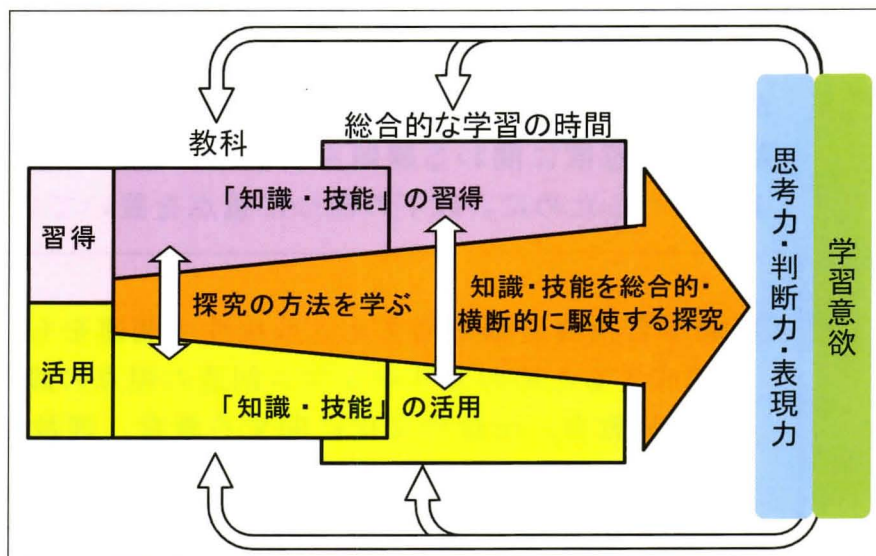 教科
総合的な学習の時間
習得
「知識・技能」の習得
探究の方法を学ぶ
知識・技能を総合的・
横断的に駆使する探究
活用
「知識・技能」の活用
思考力・判断力・表現力
学習意欲